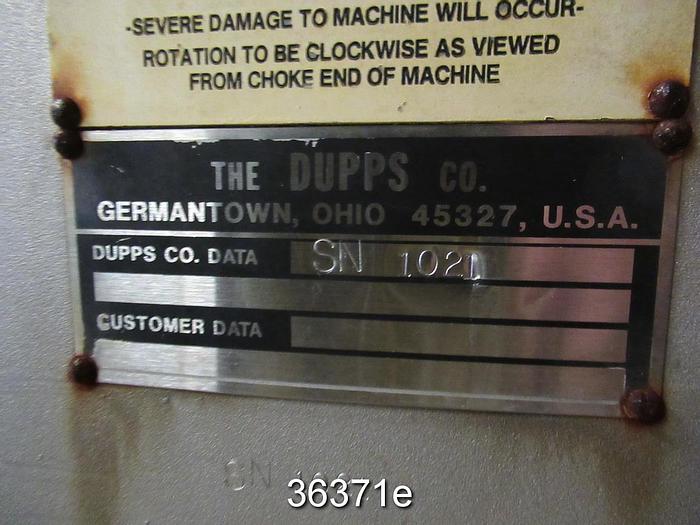 -SEVERE DAMAGE TO MACHINE WILL OCCUR-
ROTATION TO BE CLOCKWISE AS VIEWED
FROM CHOKE END OF MACHINE
THE DUPPS CO.
GERMANTOWN, OHIO 45327, U.S.A.
DUPPS CO. DATA SN 1021
CUSTOMER DATA
SN
36371e